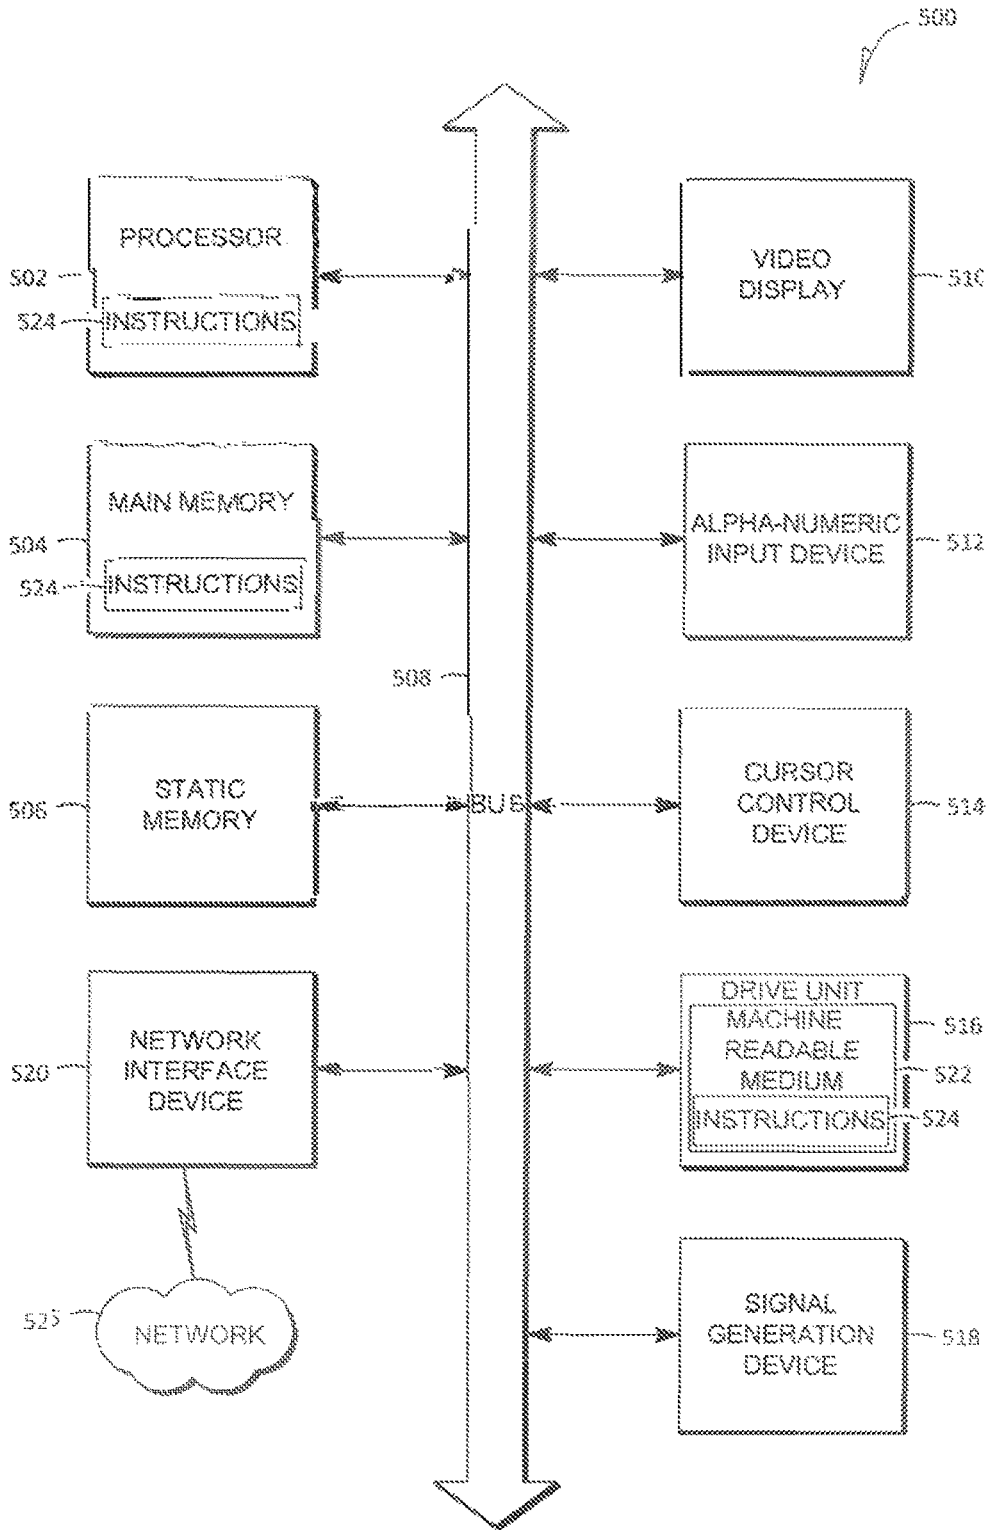 500
PROCESSOR
502
524
INSTRUCTIONS
MAIN MEMORY
504
524
INSTRUCTIONS
508
STATIC
MEMORY
506
BUS
NETWORK
INTERFACE
DEVICE
520
NETWORK
VIDEO
DISPLAY
510
ALPHA-NUMERIC
INPUT DEVICE
512
CURSOR
CONTROL
DEVICE
514
DRIVE UNIT
516
MACHINE
READABLE
MEDIUM
522
INSTRUCTIONS
524
SIGNAL
GENERATION
DEVICE
518